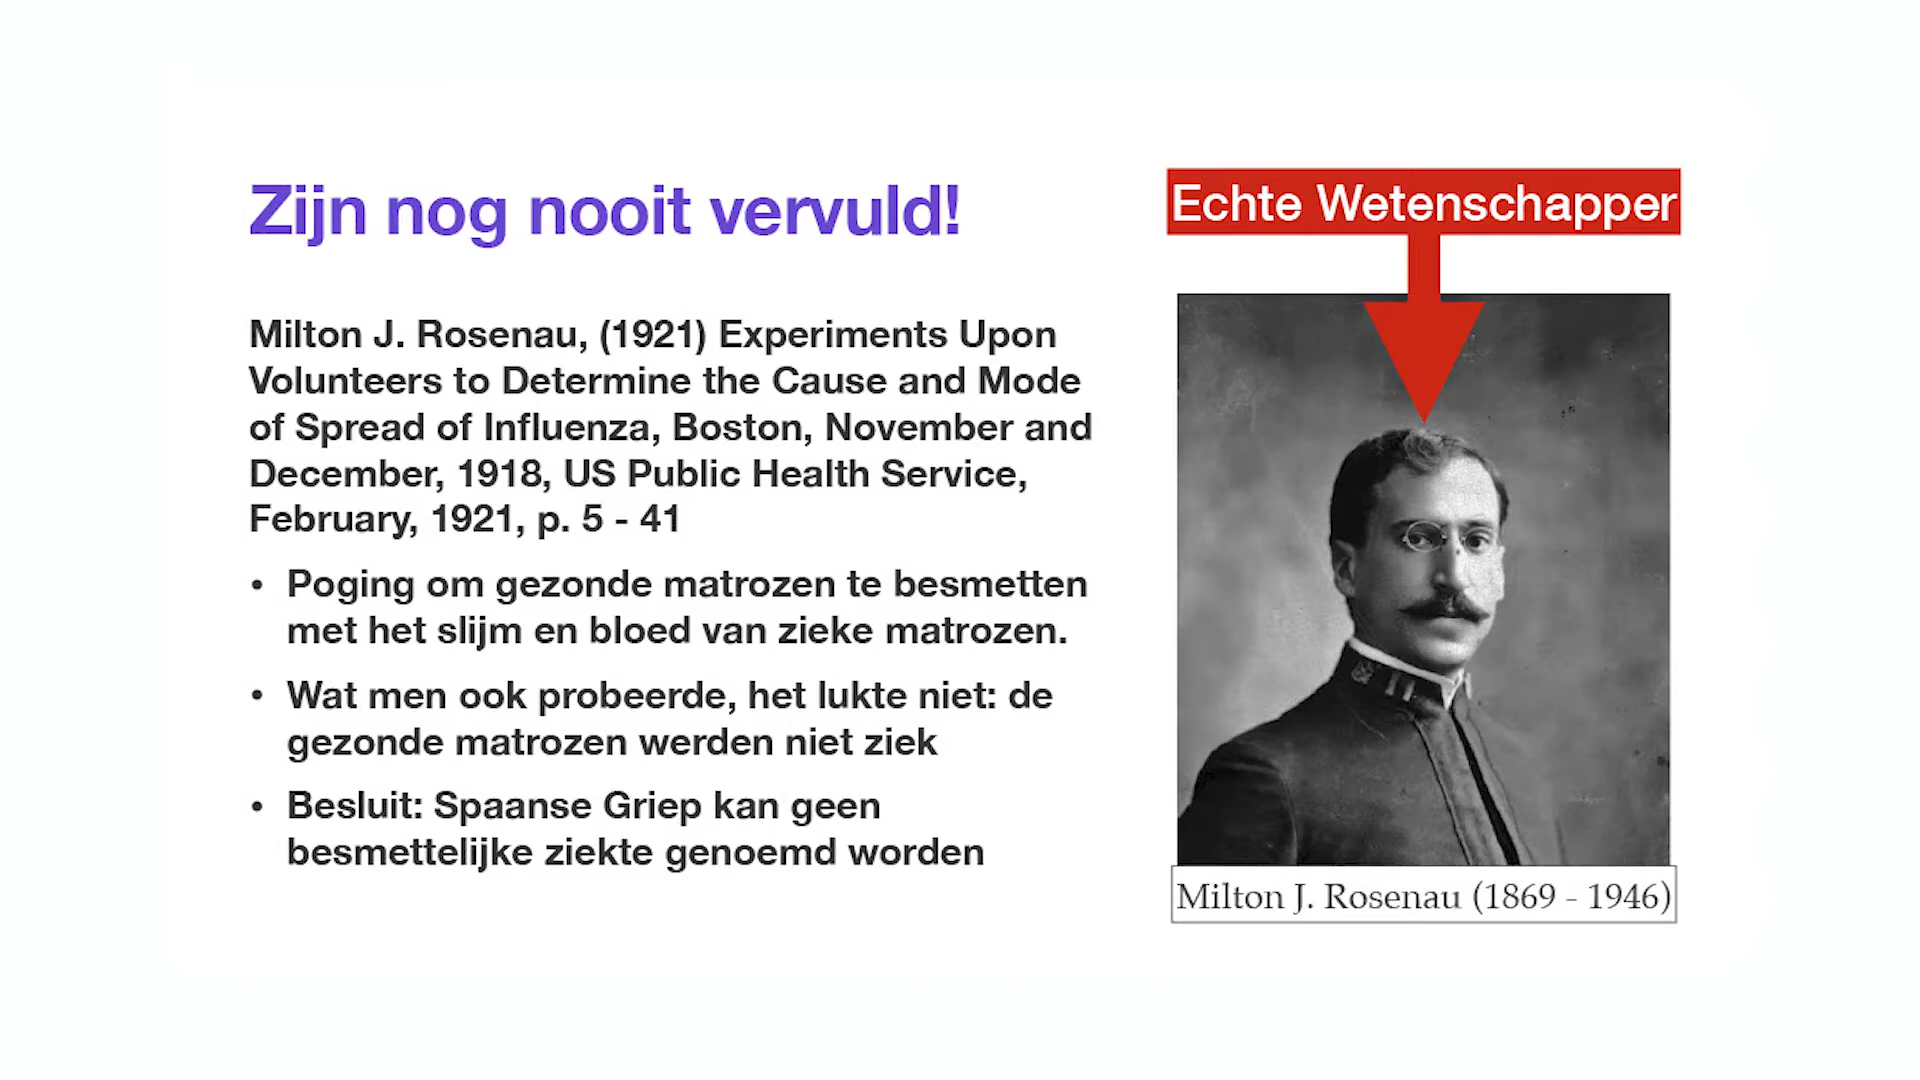 Zijn nog nooit vervuld!
Milton J. Rosenau, (1921) Experiments Upon
Volunteers to Determine the Cause and Mode
of Spread of Influenza, Boston, November and
December, 1918, US Public Health Service,
February, 1921, p. 5 - 41
• Poging om gezonde matrozen te besmetten
met het slijm en bloed van zieke matrozen.
• Wat men ook probeerde, het lukte niet: de
gezonde matrozen werden niet ziek
• Besluit: Spaanse Griep kan geen
besmettelijke ziekte genoemd worden
Echte Wetenschapper
Milton J. Rosenau (1869 - 1946)